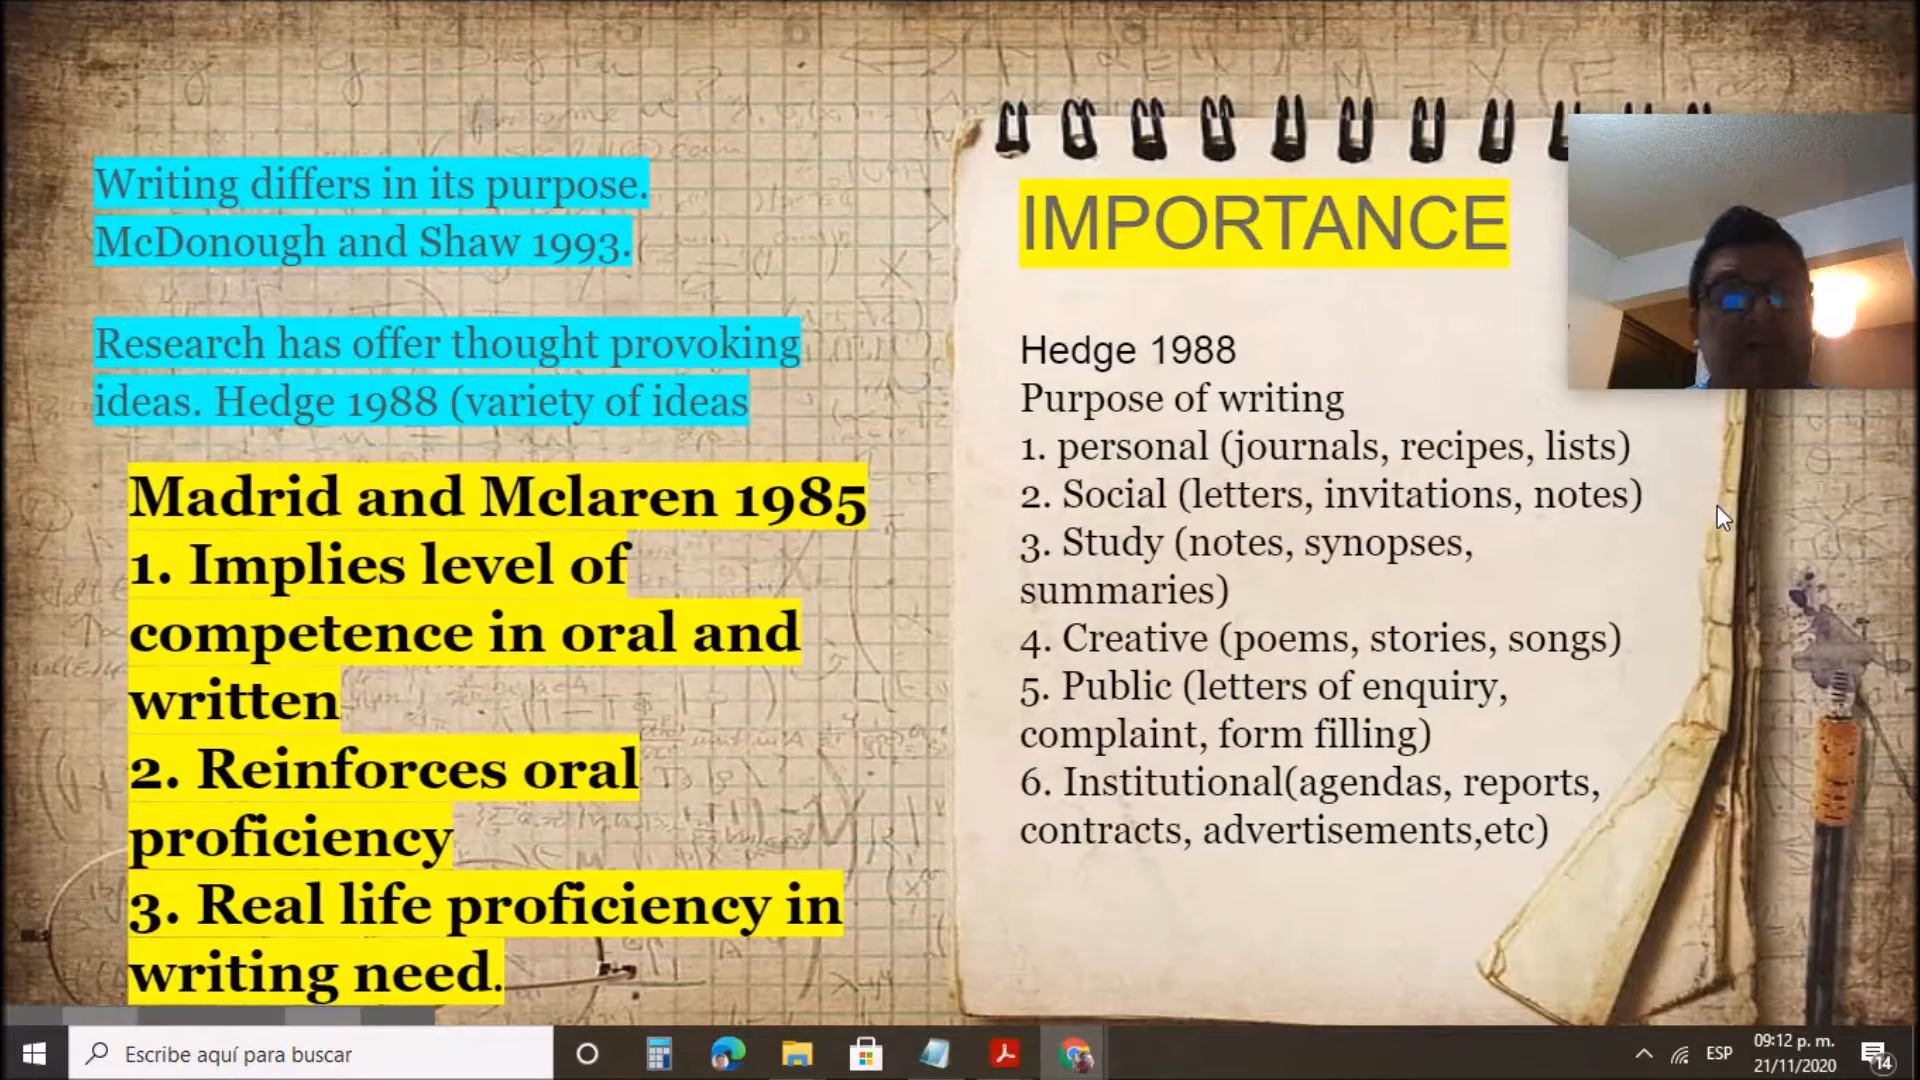 Writing differs in its purpose.
McDonough and Shaw 1993.
Research has offer thought provoking
ideas. Hedge 1988 (variety of ideas
Madrid and Mclaren 1985
1. Implies level of
competence in oral and
written
2. Reinforces oral
proficiency
3. Real life proficiency in
writing need.
IMPORTANCE
Hedge 1988
Purpose of writing
1. personal (journals, recipes, lists)
2. Social (letters, invitations, notes)
3. Study (notes, synopses,
summaries)
4. Creative (poems, stories, songs)
5. Public (letters of enquiry,
complaint, form filling)
6. Institutional(agendas, reports,
contracts, advertisements,etc)
Escribe aquí para buscar
ESP
09:12 p. m.
21/11/2020
14